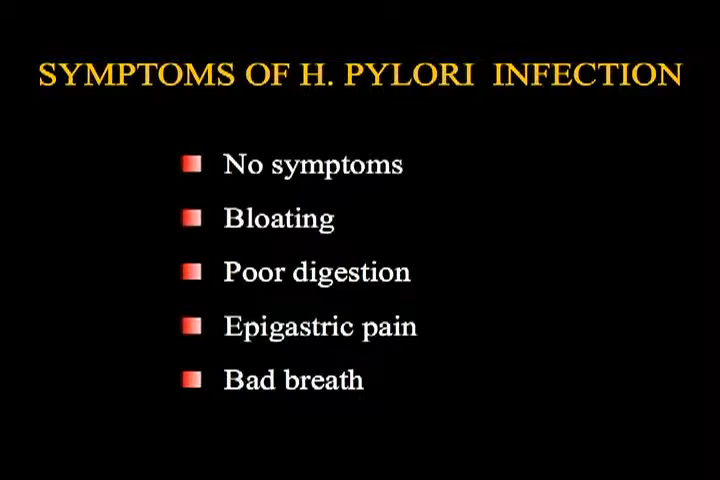 SYMPTOMS OF H. PYLORI INFECTION
No symptoms
Bloating
Poor digestion
Epigastric pain
Bad breath